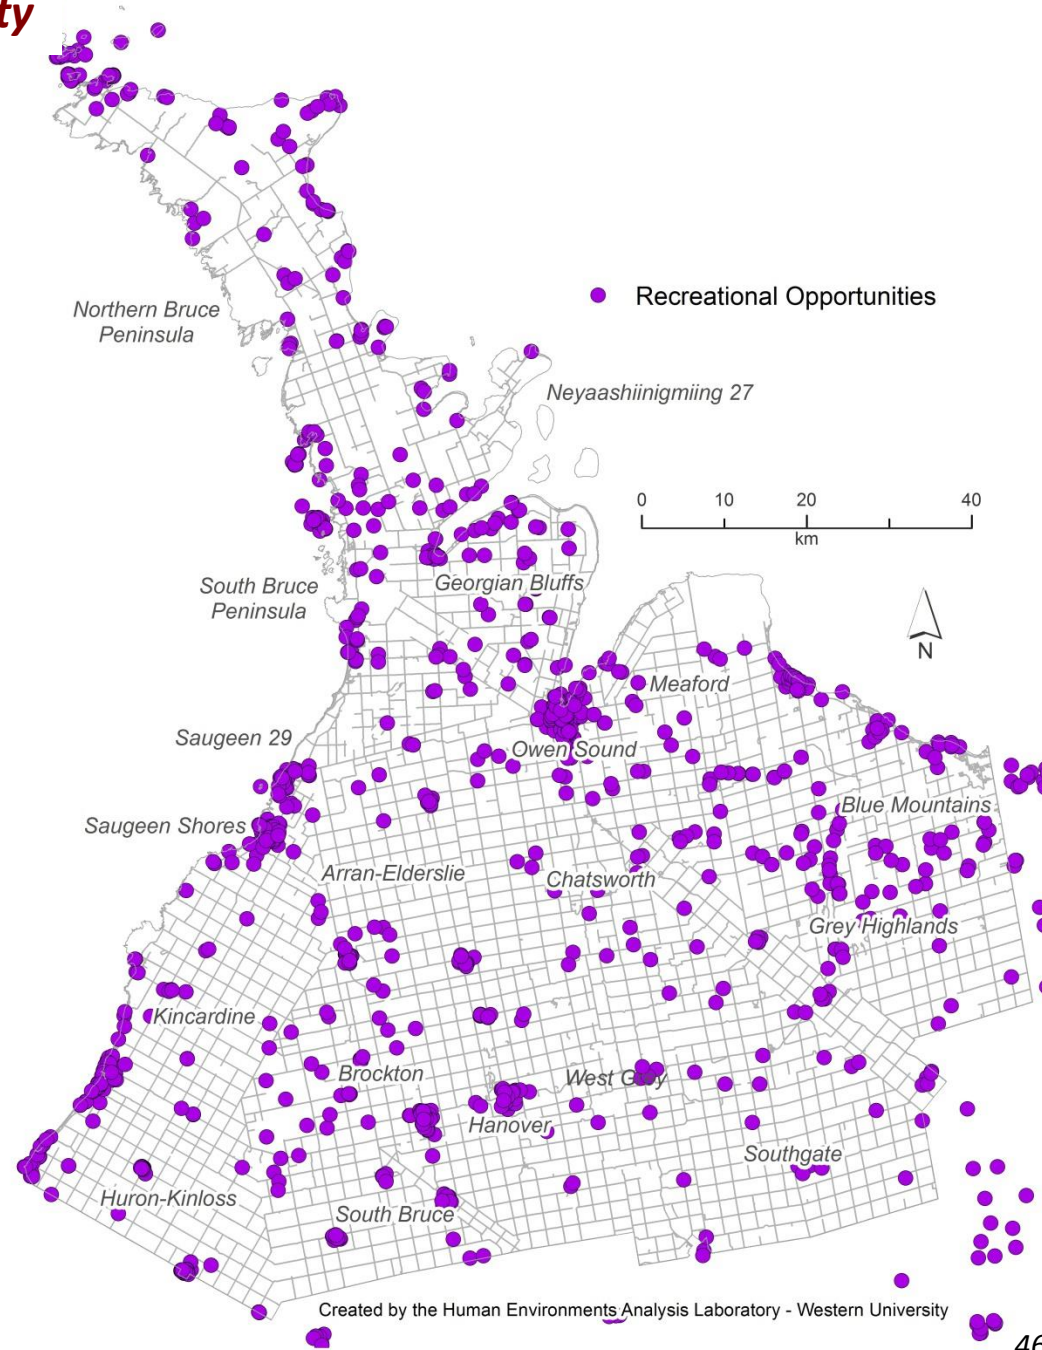 ty
Recreational Opportunities
Northern Bruce
Peninsula
Neyaashiinigmiing 27
0 10 20 40
km
South Bruce
Peninsula
Georgian Bluffs
N
Meaford
Saugeen 29
Owen Sound
Blue Mountains
Saugeen Shores
Arran-Elderslie
Chatsworth
Grey Highlands
Kincardine
Brockton
West Grey
Hanover
Southgate
Huron-Kinloss
South Bruce
Created by the Human Environments Analysis Laboratory - Western University
46